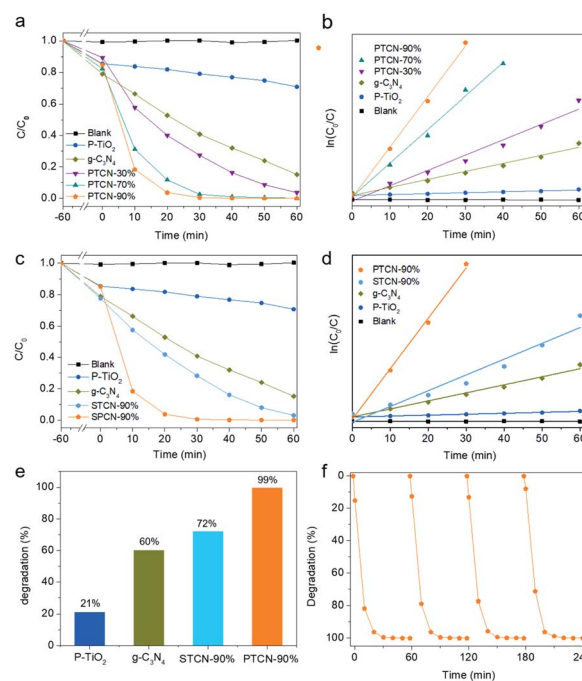 a
C/C₀
1.0
0.8
0.6
0.4
0.2
0.0
Blank
P-TiO₂
g-C₃N₄
PTCN-30%
PTCN-70%
PTCN-90%
-60 0 10 20 30 40 50 60
Time (min)
b
ln(C₀/C)
PTCN-90%
PTCN-70%
PTCN-30%
g-C₃N₄
P-TiO₂
Black
0 10 20 30 40 50 60
Time (min)
c
C/C₀
1.0
0.8
0.6
0.4
0.2
0.0
Blank
P-TiO₂
g-C₃N₄
STCN-90%
SPCN-90%
-60 0 10 20 30 40 50 60
Time (min)
d
ln(C₀/C)
PTCN-90%
STCN-90%
g-C₃N₄
P-TiO₂
Blank
0 10 20 30 40 50 60
Time (min)
e
degradation (%)
100
80
60
40
20
0
21%
60%
72%
99%
P-TiO₂ g-C₃N₄ STCN-90% PTCN-90%
f
Degradation (%)
0
20
40
60
80
100
0 60 120 180 240
Time (min)